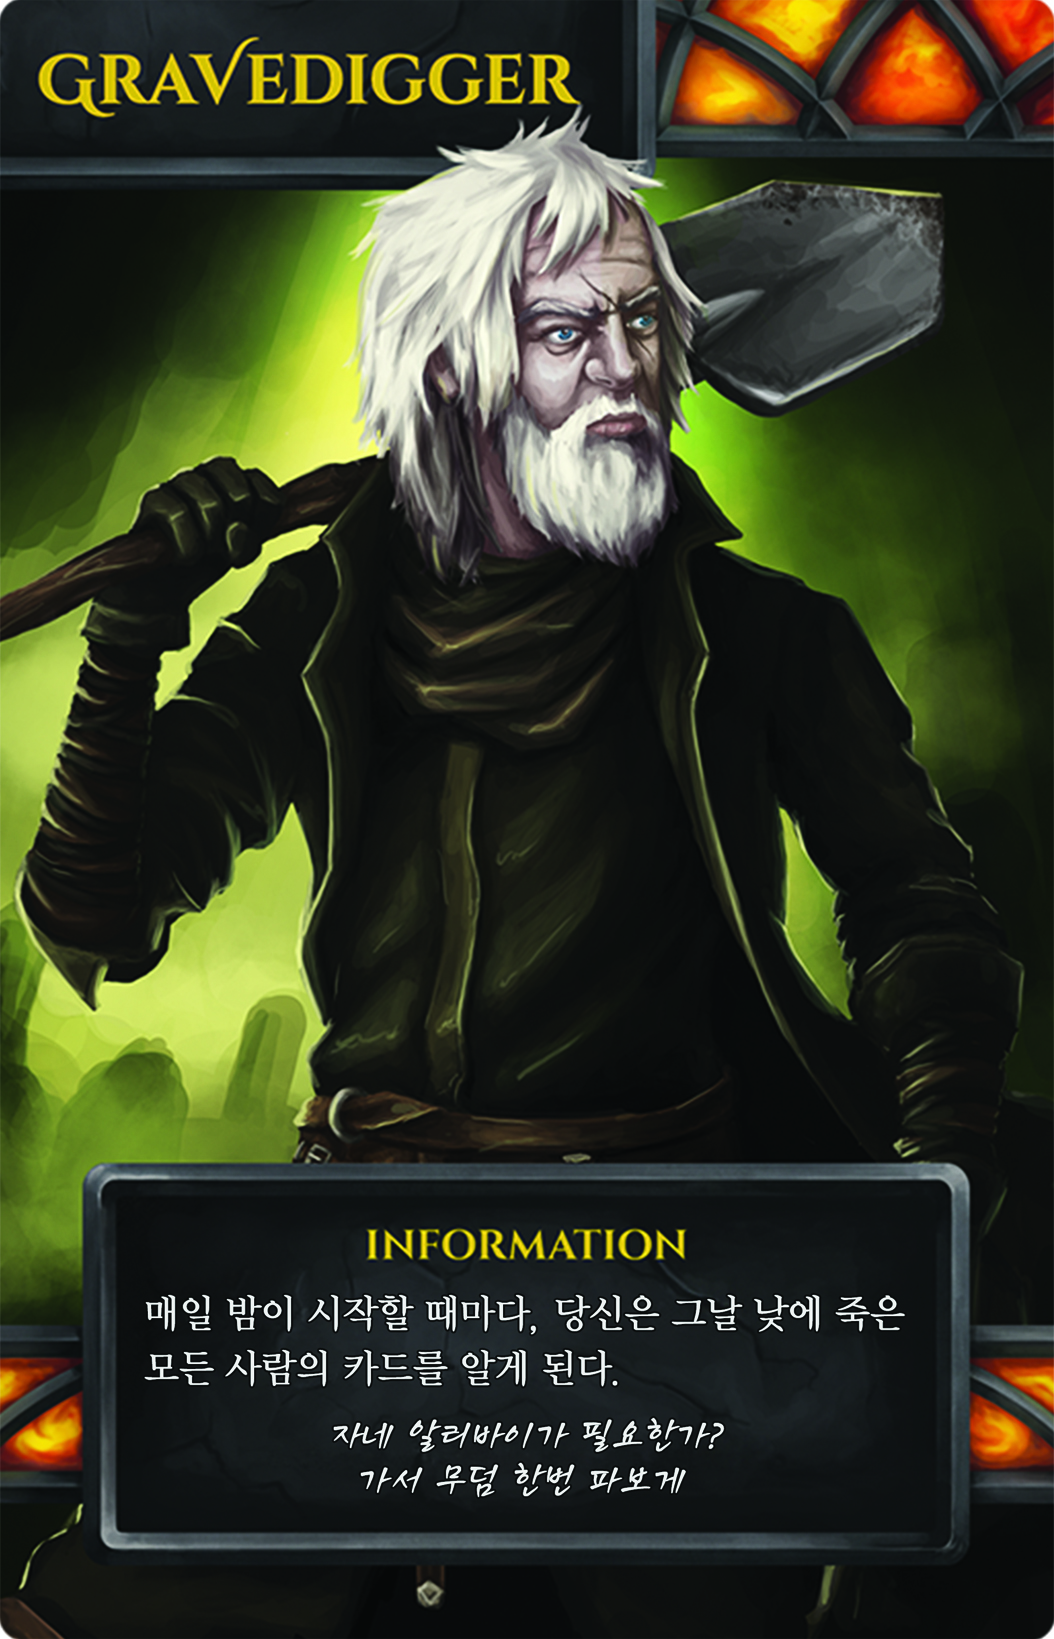 GRAVEDIGGER
INFORMATION
매일 밤이 시작할 때마다, 당신은 그날 낮에 죽은
모든 사람의 카드를 알게 된다.
자네 알리바이가 필요한가?
가서 무덤 한번 파보게